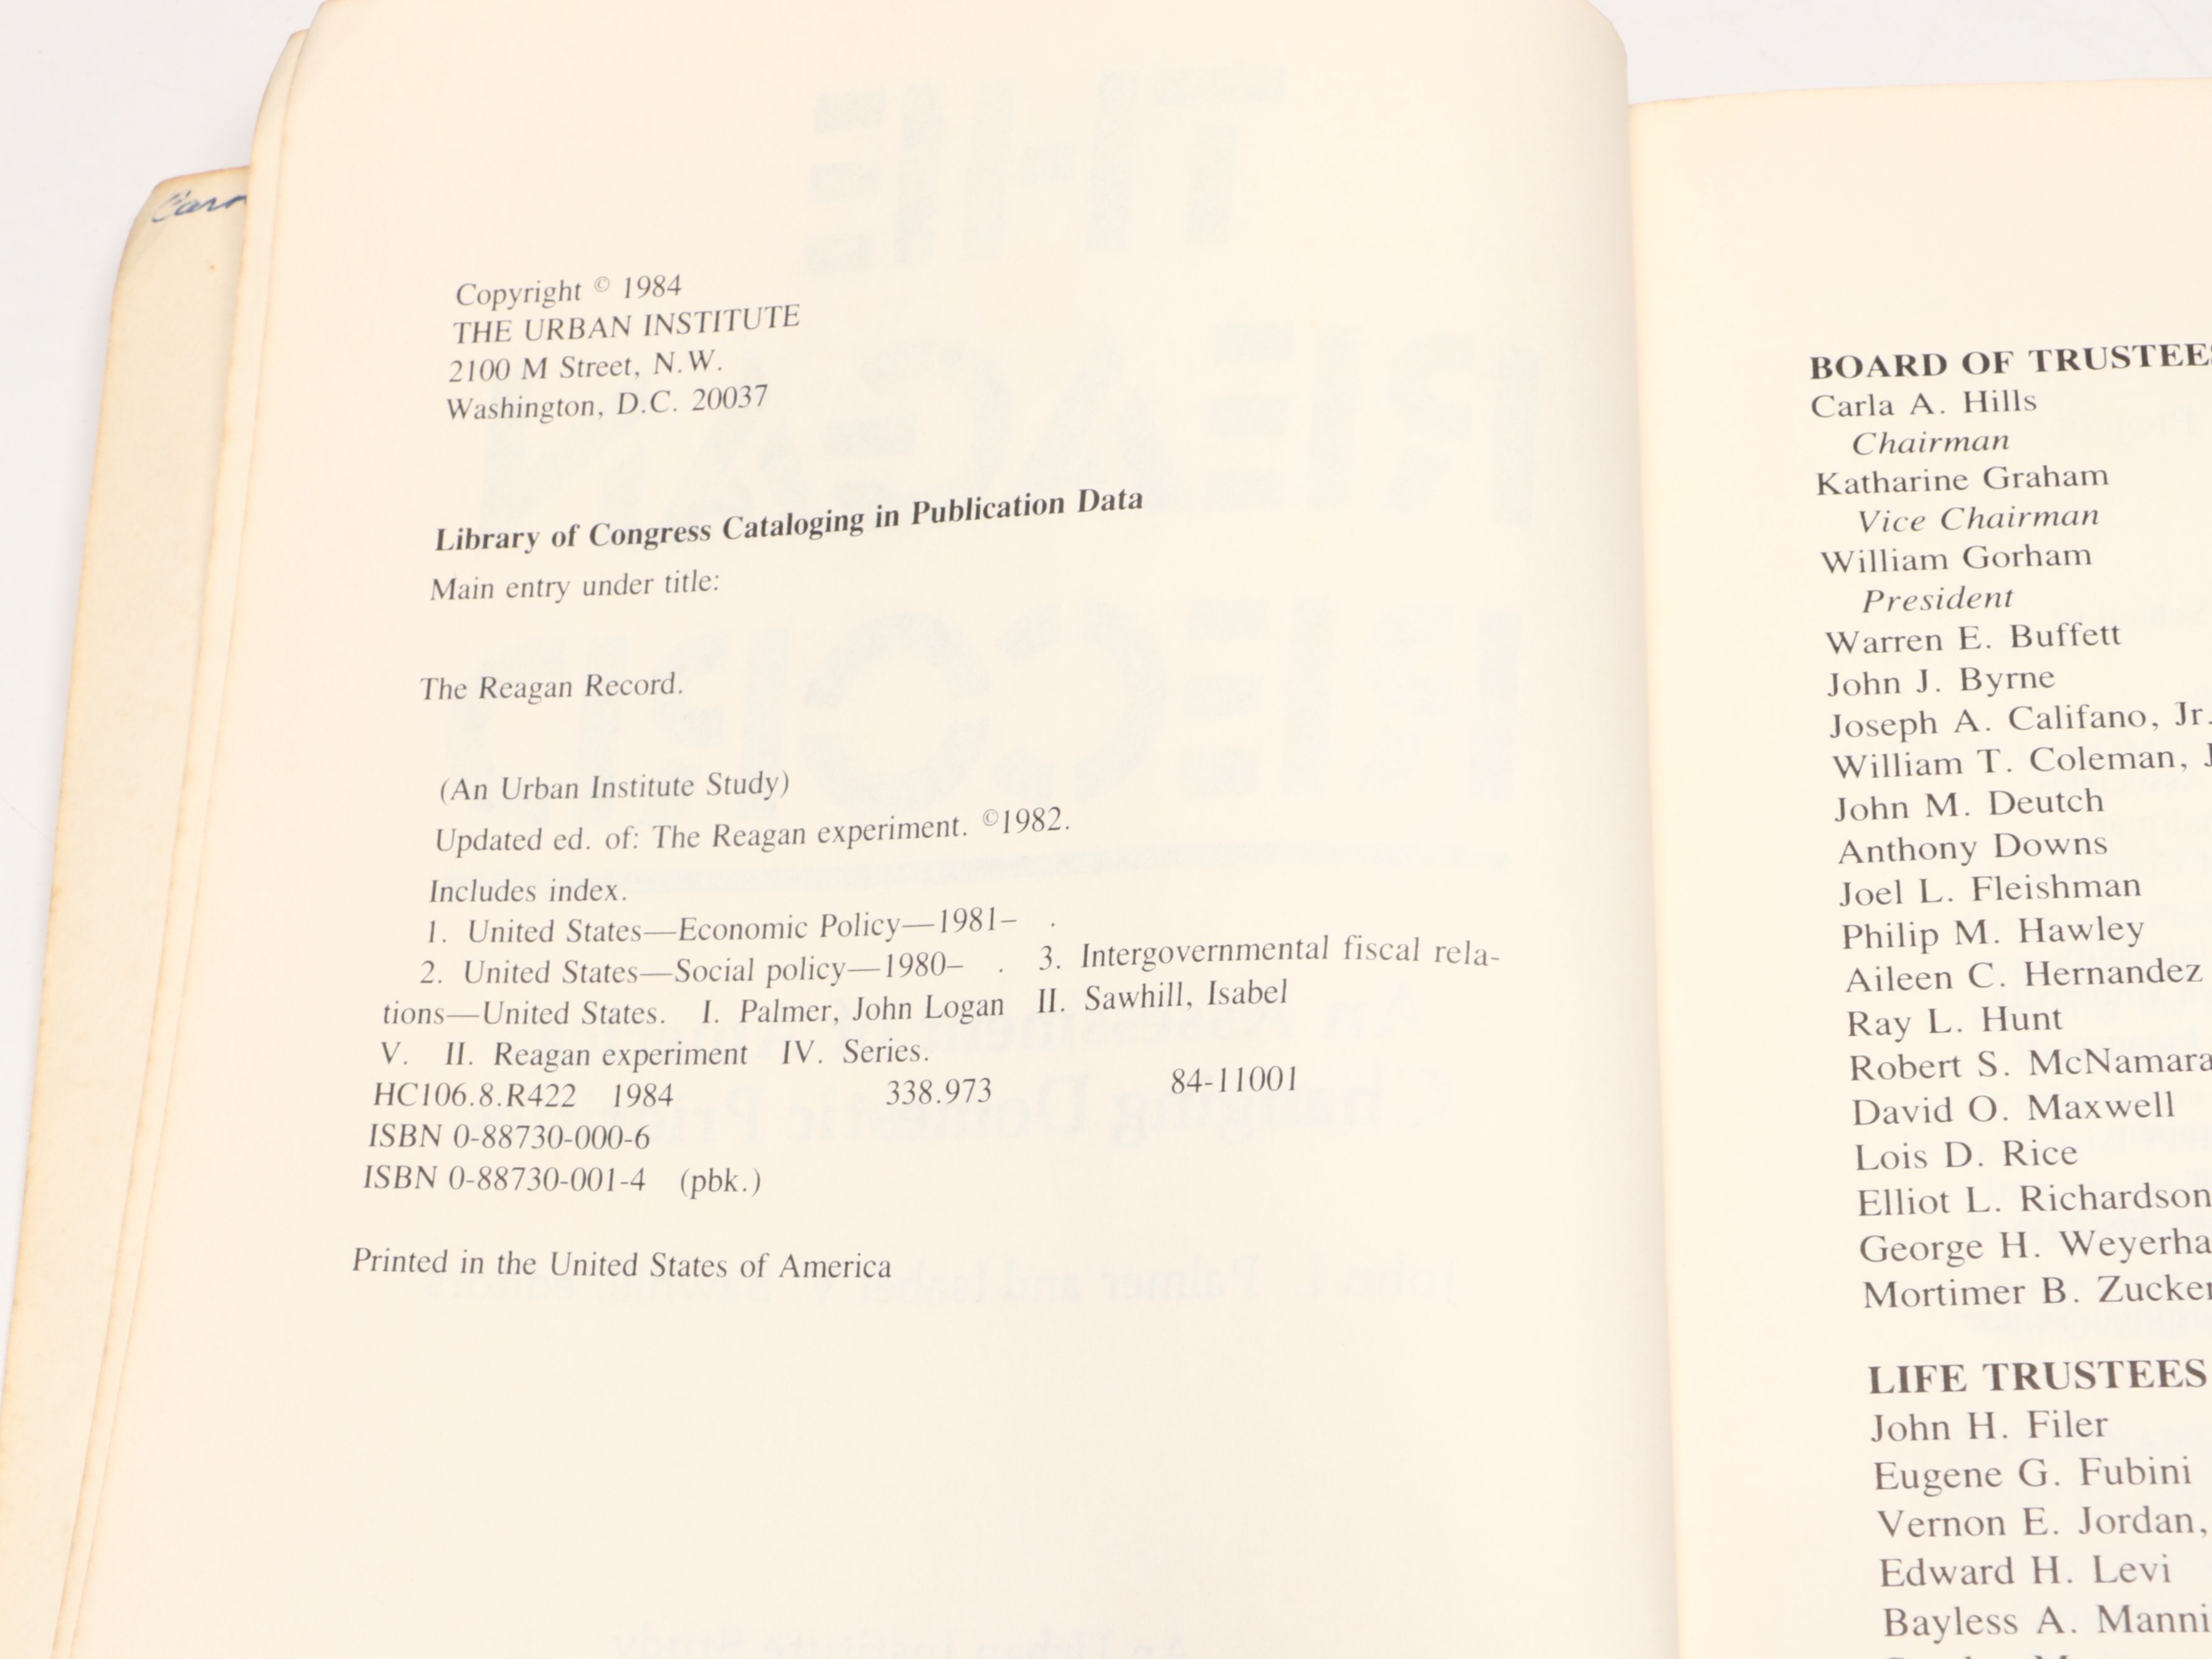 Copyright © 1984
THE URBAN INSTITUTE
2100 M Street, N.W.
Washington, D.C. 20037
Library of Congress Cataloging in Publication Data
Main entry under title:
The Reagan Record.
(An Urban Institute Study)
Updated ed. of: The Reagan experiment. ©1982.
Includes index.
1. United States—Economic Policy—1981– .
2. United States—Social policy—1980– . 3. Intergovernmental fiscal rela-
tions—United States. I. Palmer, John Logan II. Sawhill, Isabel
V. II. Reagan experiment IV. Series.
HC106.8.R422 1984 338.973 84-11001
ISBN 0-88730-000-6
ISBN 0-88730-001-4 (pbk.)
Printed in the United States of America
BOARD OF TRUSTEES
Carla A. Hills
Chairman
Katharine Graham
Vice Chairman
William Gorham
President
Warren E. Buffett
John J. Byrne
Joseph A. Califano, Jr.
William T. Coleman, J
John M. Deutch
Anthony Downs
Joel L. Fleishman
Philip M. Hawley
Aileen C. Hernandez
Ray L. Hunt
Robert S. McNamara
David O. Maxwell
Lois D. Rice
Elliot L. Richardson
George H. Weyerha
Mortimer B. Zucker
LIFE TRUSTEES
John H. Filer
Eugene G. Fubini
Vernon E. Jordan,
Edward H. Levi
Bayless A. Manni